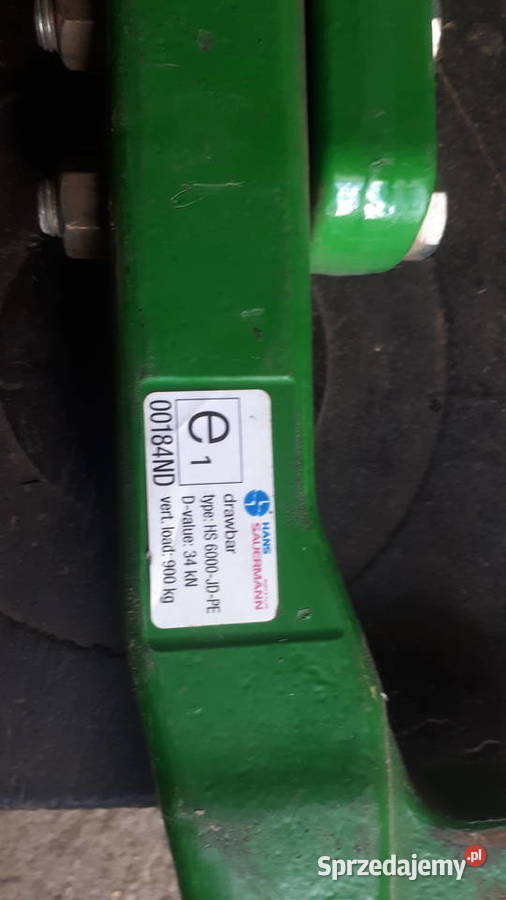 HANS
SAUERMANN
drawbar
type: HS 6000-JD-PE
D-value: 34 kN
vert. load: 900 kg
e1
00184ND
Sprzedajemy.pl